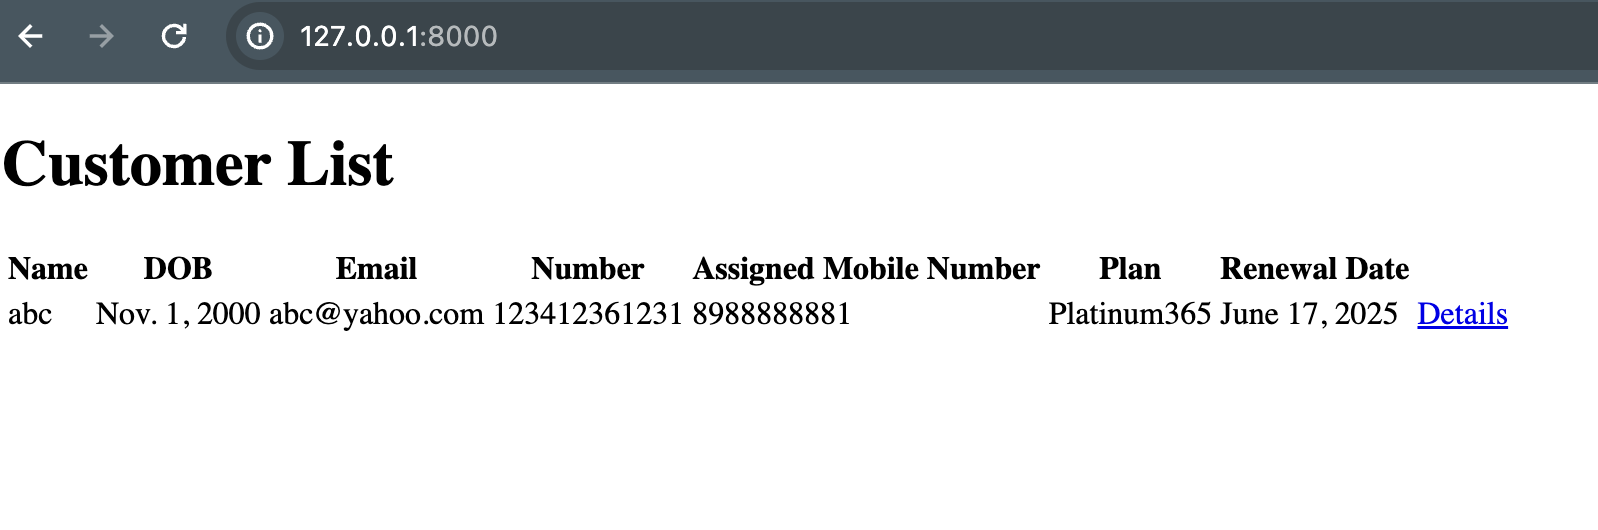 127.0.0.1:8000
Customer List
Name DOB Email Number Assigned Mobile Number Plan Renewal Date
abc Nov. 1, 2000 abc@yahoo.com 123412361231 8988888881 Platinum365 June 17, 2025 Details